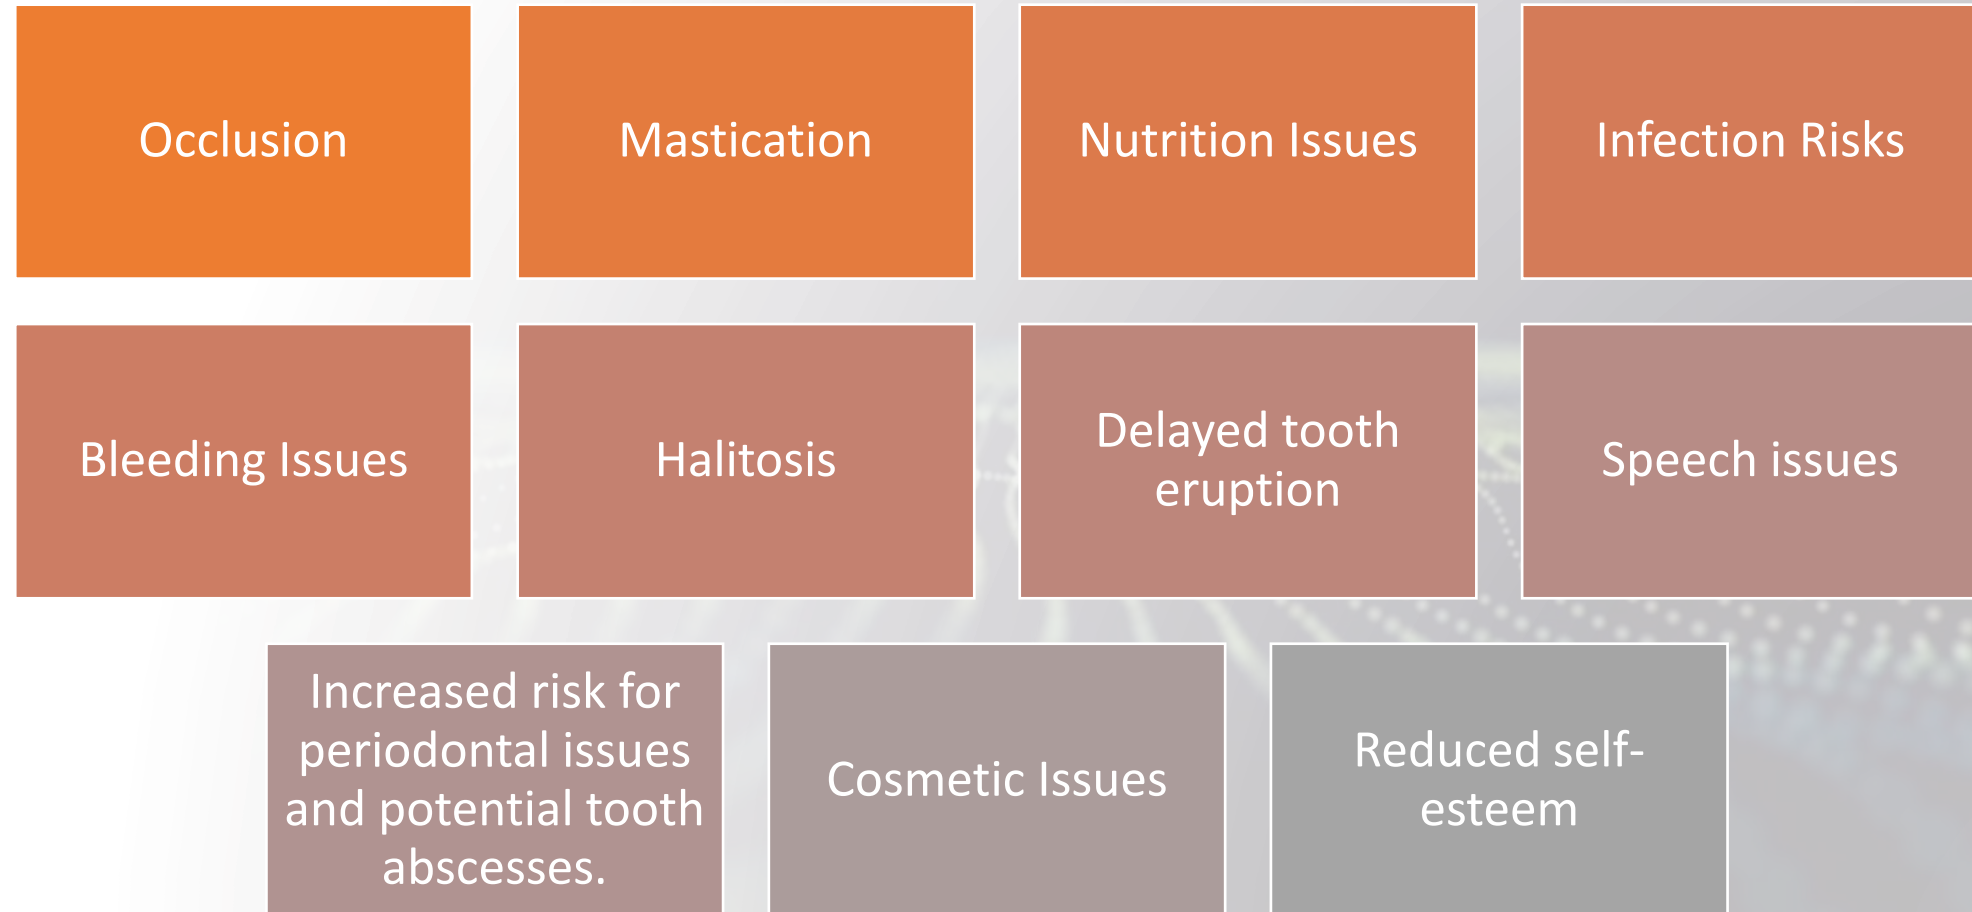 Occlusion
Mastication
Nutrition Issues
Infection Risks
Bleeding Issues
Halitosis
Delayed tooth
eruption
Speech issues
Increased risk for
periodontal issues
and potential tooth
abscesses.
Cosmetic Issues
Reduced self-
esteem